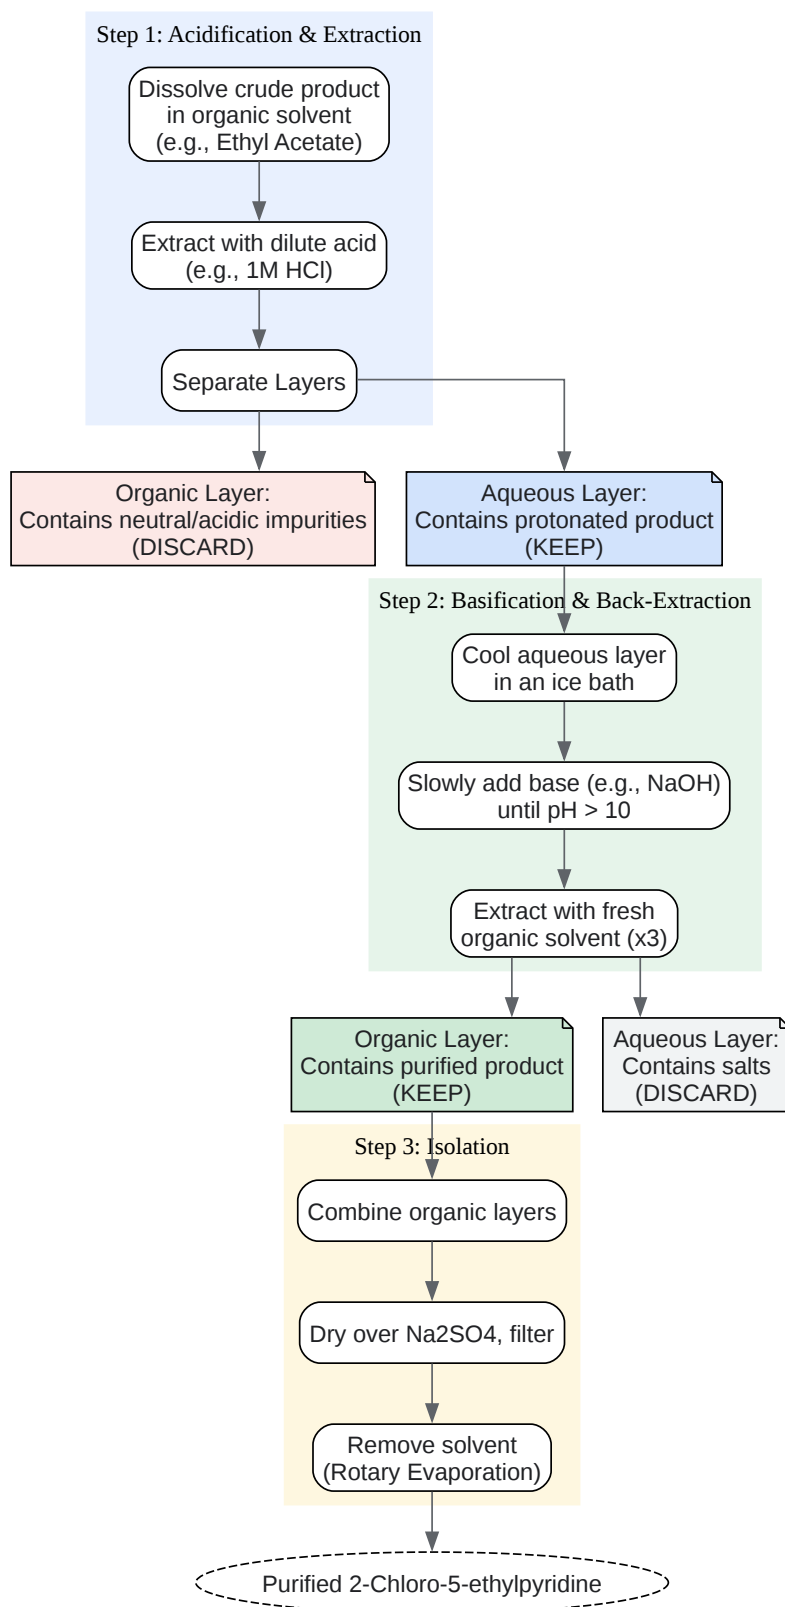 Step 1: Acidification & Extraction
Dissolve crude product
in organic solvent
(e.g., Ethyl Acetate)
Extract with dilute acid
(e.g., 1M HCl)
Separate Layers
Organic Layer:
Contains neutral/acidic impurities
(DISCARD)
Aqueous Layer:
Contains protonated product
(KEEP)
Step 2: Basification & Back-Extraction
Cool aqueous layer
in an ice bath
Slowly add base (e.g., NaOH)
until pH > 10
Extract with fresh
organic solvent (x3)
Organic Layer:
Contains purified product
(KEEP)
Aqueous Layer:
Contains salts
(DISCARD)
Step 3: Isolation
Combine organic layers
Dry over Na2SO4, filter
Remove solvent
(Rotary Evaporation)
Purified 2-Chloro-5-ethylpyridine